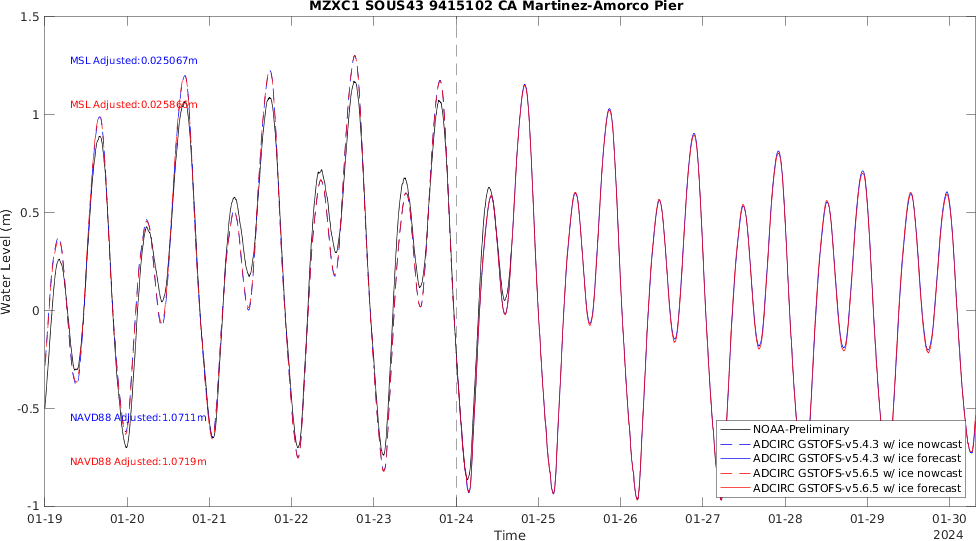 MZXC1 SOUS43 9415102 CA Martinez-Amorco Pier
1.5
1
0.5
0
-0.5
-1
Water Level (m)
MSL Adjusted:0.025067m
MSL Adjusted:0.025866m
NAVD88 Adjusted:1.0711m
NAVD88 Adjusted:1.0719m
NOAA-Preliminary
ADCIRC GSTOFS-v5.4.3 w/ ice nowcast
ADCIRC GSTOFS-v5.4.3 w/ ice forecast
ADCIRC GSTOFS-v5.6.5 w/ ice nowcast
ADCIRC GSTOFS-v5.6.5 w/ ice forecast
01-19 01-20 01-21 01-22 01-23 01-24 01-25 01-26 01-27 01-28 01-29 01-30
Time
2024